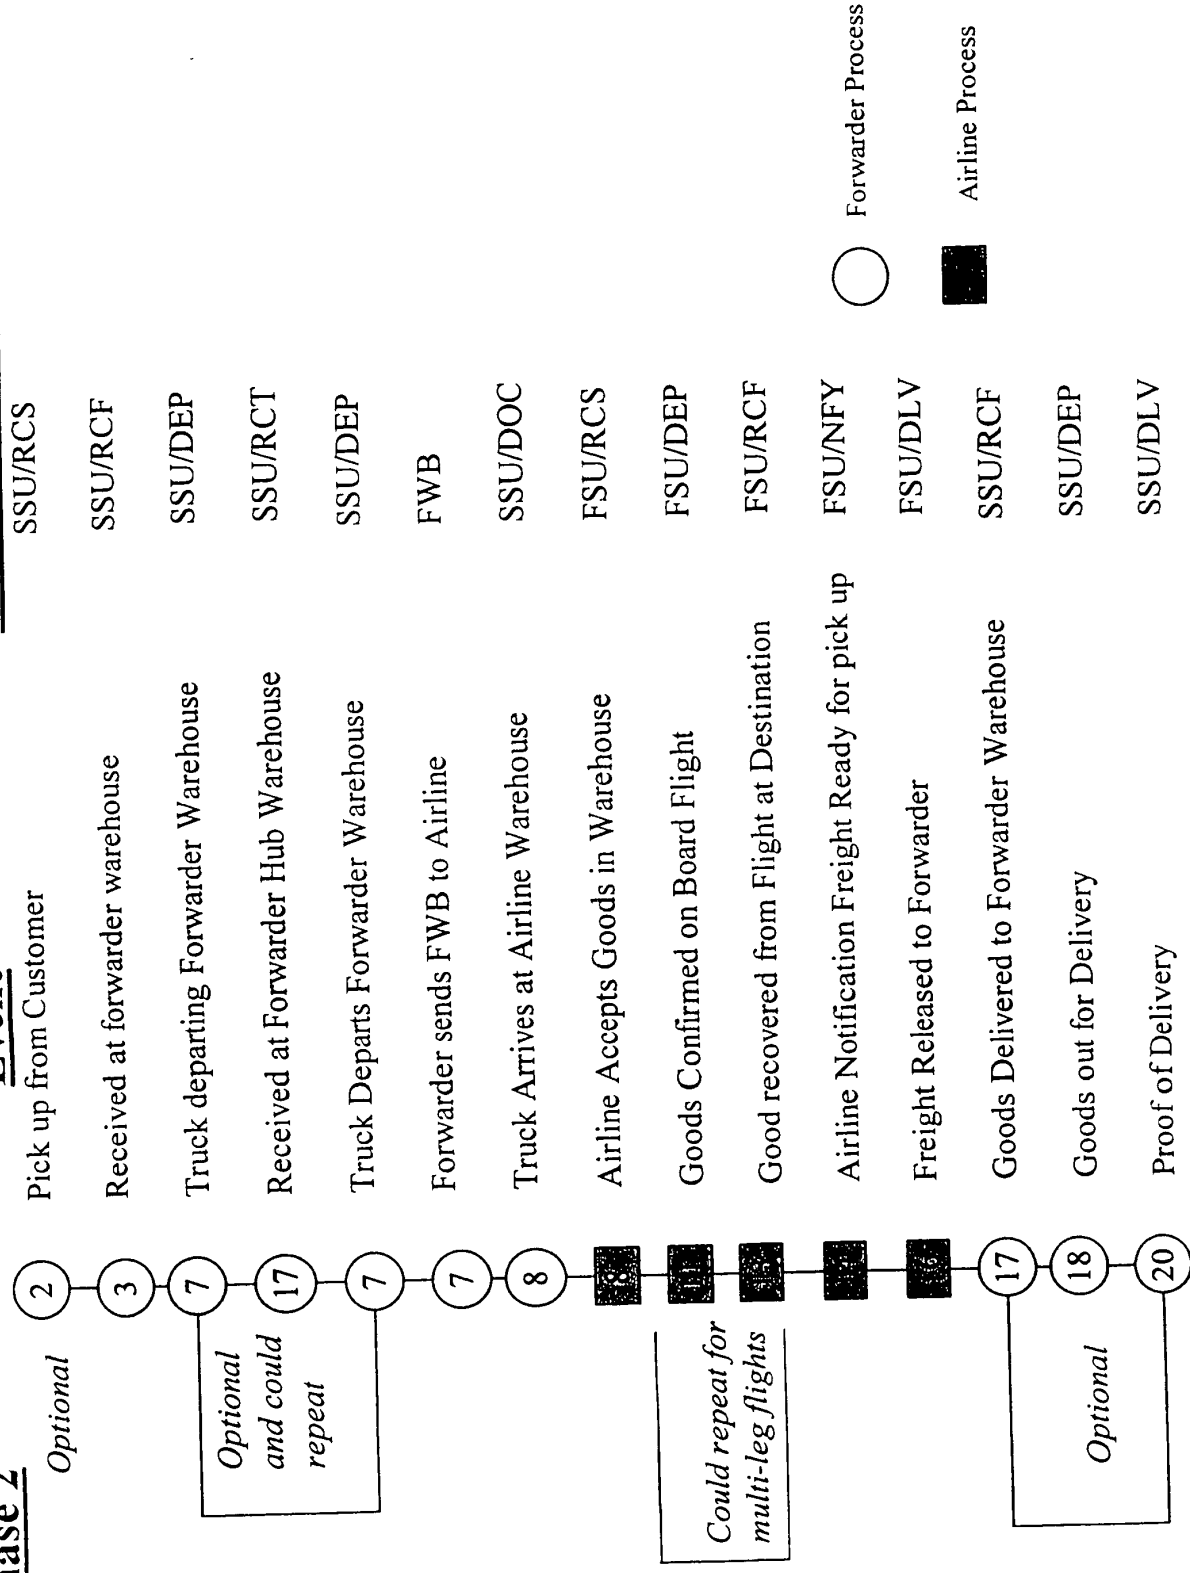 Optional
2 Pick up from Customer SSU/RCS
3 Received at forwarder warehouse SSU/RCF
7 Truck departing Forwarder Warehouse SSU/DEP
Optional
and could
repeat
17 Received at Forwarder Hub Warehouse SSU/RCT
7 Truck Departs Forwarder Warehouse SSU/DEP
7 Forwarder sends FWB to Airline FWB
8 Truck Arrives at Airline Warehouse SSU/DOC
8 Airline Accepts Goods in Warehouse FSU/RCS
Could repeat for
multi-leg flights
Goods Confirmed on Board Flight FSU/DEP
Good recovered from Flight at Destination FSU/RCF
Airline Notification Freight Ready for pick up FSU/NFY
Freight Released to Forwarder FSU/DLV
17 Goods Delivered to Forwarder Warehouse SSU/RCF
Optional
18 Goods out for Delivery SSU/DEP
20 Proof of Delivery SSU/DLV
Forwarder Process
Airline Process